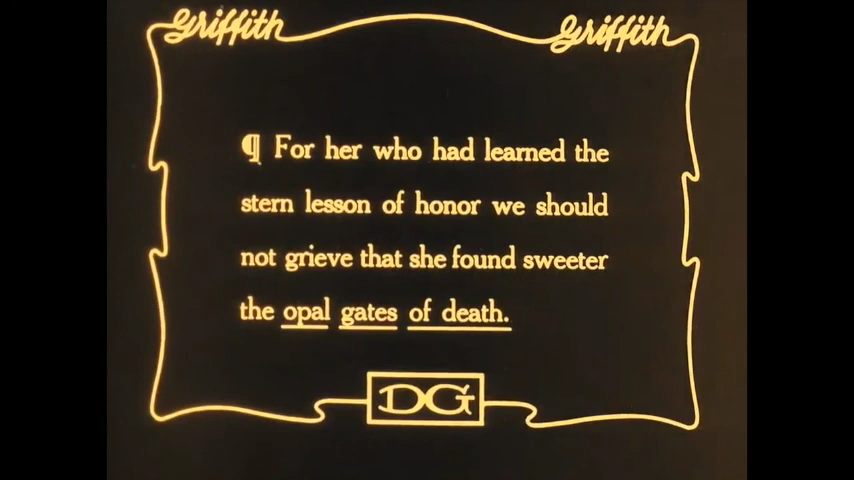 Griffith Griffith
¶ For her who had learned the
stern lesson of honor we should
not grieve that she found sweeter
the opal gates of death.
DG